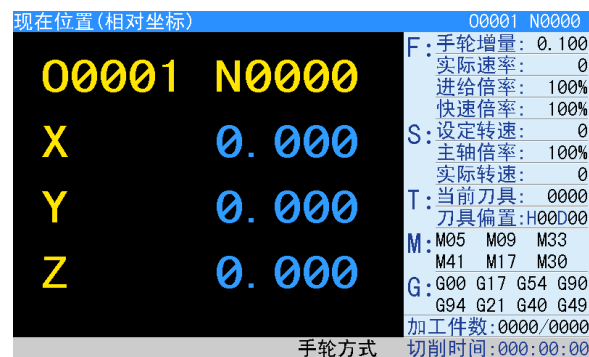 现在位置(相对坐标) O0001 N0000
O0001 N0000
X 0.000
Y 0.000
Z 0.000
F:手轮增量: 0.100
实际速率: 0
进给倍率: 100%
快速倍率: 100%
S:设定转速: 0
主轴倍率: 100%
实际转速: 0
T:当前刀具: 0000
刀具偏置:H00D00
M:M05 M09 M33
M41 M17 M30
G:G00 G17 G54 G90
G94 G21 G40 G49
加工件数:0000/0000
手轮方式 切削时间:000:00:00